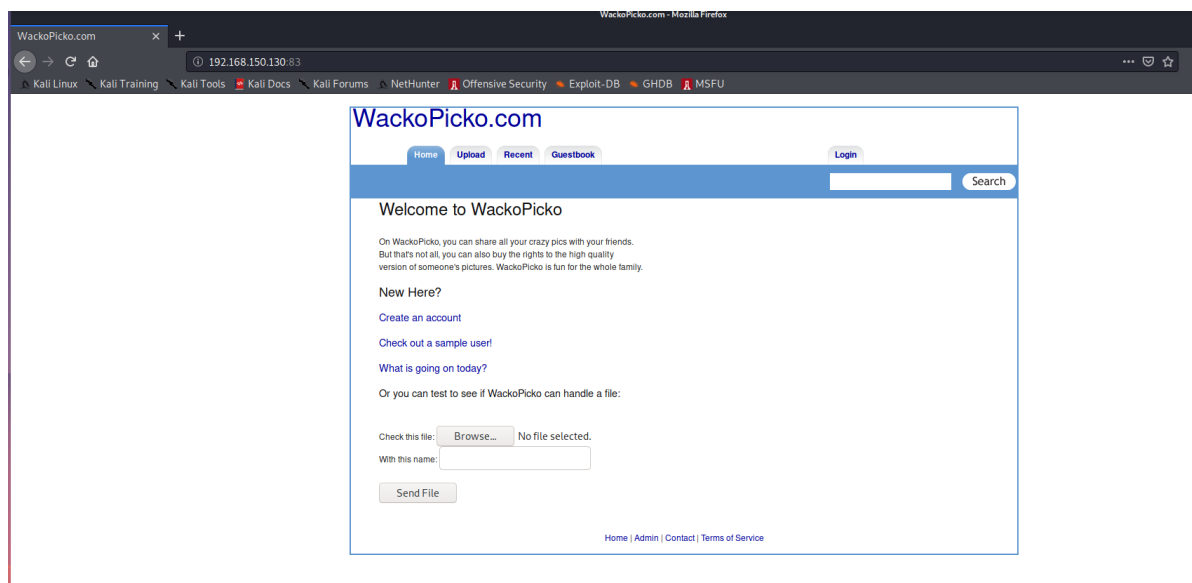 WackoPicko.com - Mozilla Firefox
WackoPicko.com
192.168.150.130:83
Kali Linux Kali Training Kali Tools Kali Docs Kali Forums NetHunter Offensive Security Exploit-DB GHDB MSFU
WackoPicko.com
Home Upload Recent Guestbook Login
Search
Welcome to WackoPicko
On WackoPicko, you can share all your crazy pics with your friends.
But that's not all, you can also buy the rights to the high quality
version of someone's pictures. WackoPicko is fun for the whole family.
New Here?
Create an account
Check out a sample user!
What is going on today?
Or you can test to see if WackoPicko can handle a file:
Check this file: Browse... No file selected.
With this name:
Send File
Home | Admin | Contact | Terms of Service